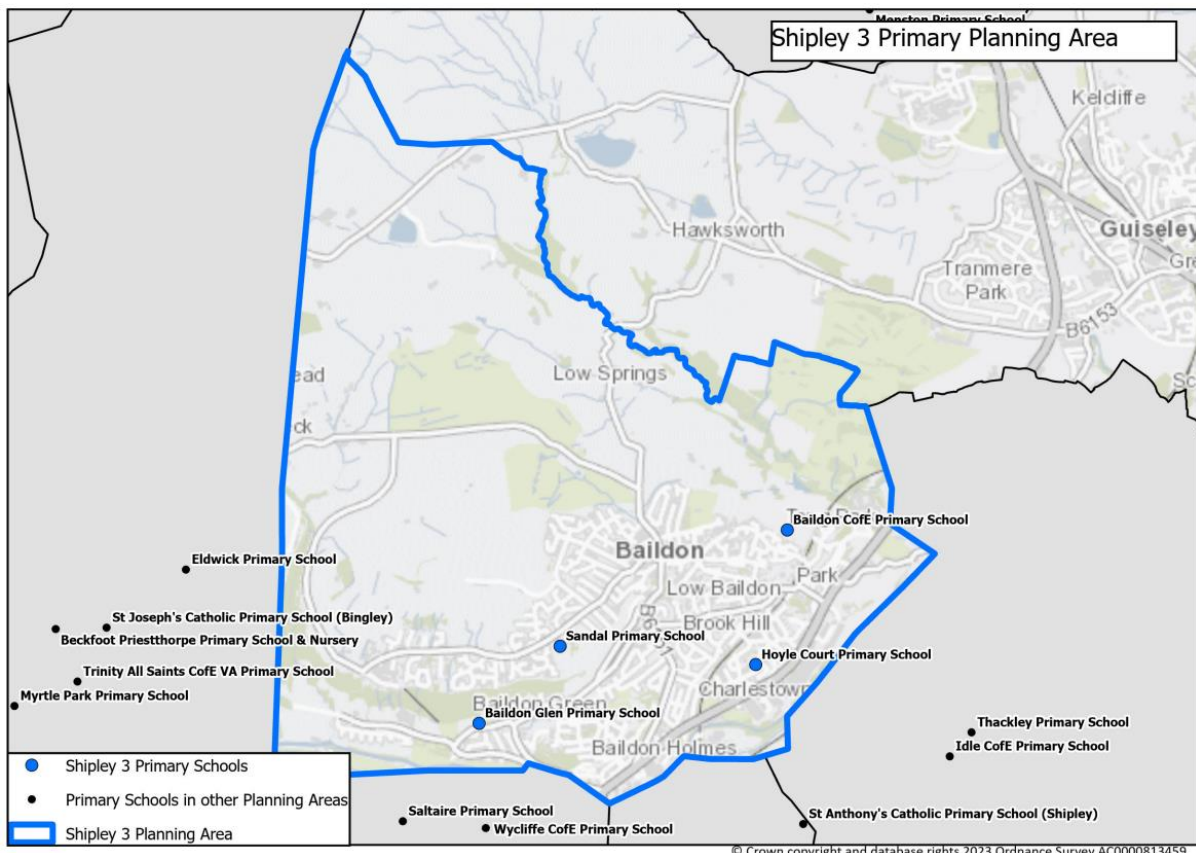 Menston Primary School
Shipley 3 Primary Planning Area
Kelcliffe
Hawksworth
Guiseley
Tranmere
Park
B6153
Low Springs
ead
ck
Baildon CofE Primary School
Baildon
Eldwick Primary School
Low Baildon
Park
St Joseph's Catholic Primary School (Bingley)
Beckfoot Priestthorpe Primary School & Nursery
Brook Hill
Sandal Primary School
Hoyle Court Primary School
Trinity All Saints CofE VA Primary School
Charlestown
Myrtle Park Primary School
Baildon Green
Baildon Glen Primary School
Thackley Primary School
Baildon Holmes
Idle CofE Primary School
Shipley 3 Primary Schools
Primary Schools in other Planning Areas
Shipley 3 Planning Area
Saltaire Primary School
Wycliffe CofE Primary School
St Anthony's Catholic Primary School (Shipley)
© Crown copyright and database rights 2023 Ordnance Survey AC0000813459